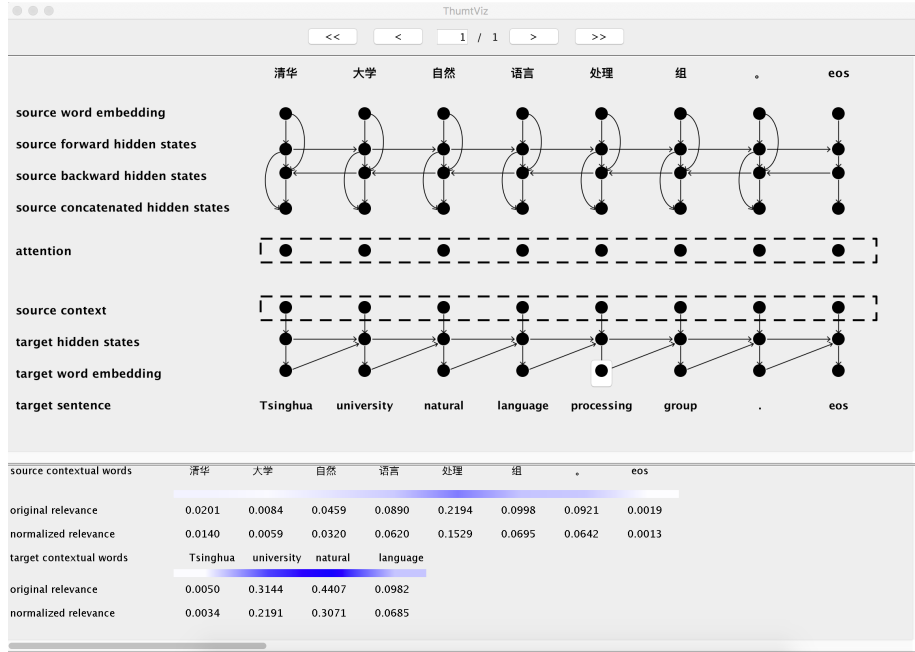 ThumtViz
<< < 1 / 1 > >>
清华 大学 自然 语言 处理 组 。 eos
source word embedding
source forward hidden states
source backward hidden states
source concatenated hidden states
attention
source context
target hidden states
target word embedding
target sentence Tsinghua university natural language processing group . eos
source contextual words 清华 大学 自然 语言 处理 组 。 eos
original relevance 0.0201 0.0084 0.0459 0.0890 0.2194 0.0998 0.0921 0.0019
normalized relevance 0.0140 0.0059 0.0320 0.0620 0.1529 0.0695 0.0642 0.0013
target contextual words Tsinghua university natural language
original relevance 0.0050 0.3144 0.4407 0.0982
normalized relevance 0.0034 0.2191 0.3071 0.0685